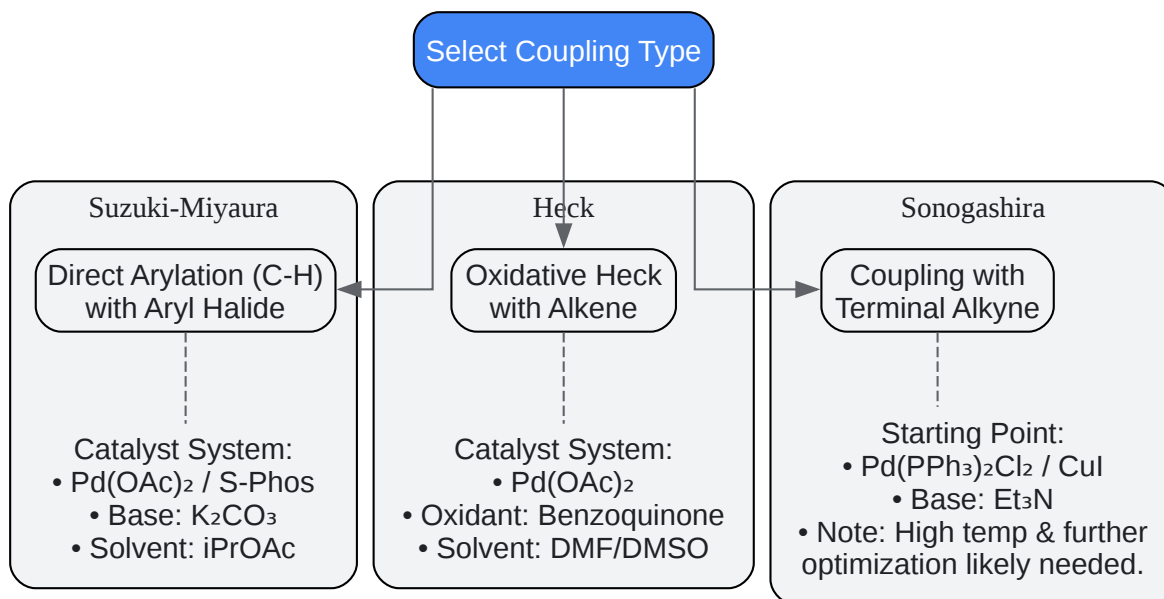 Select Coupling Type
Suzuki-Miyaura
Direct Arylation (C-H)
with Aryl Halide
Catalyst System:
• Pd(OAc)₂ / S-Phos
• Base: K₂CO₃
• Solvent: iPrOAc
Heck
Oxidative Heck
with Alkene
Catalyst System:
• Pd(OAc)₂
• Oxidant: Benzoquinone
• Solvent: DMF/DMSO
Sonogashira
Coupling with
Terminal Alkyne
Starting Point:
• Pd(PPh₃)₂Cl₂ / CuI
• Base: Et₃N
• Note: High temp & further
optimization likely needed.